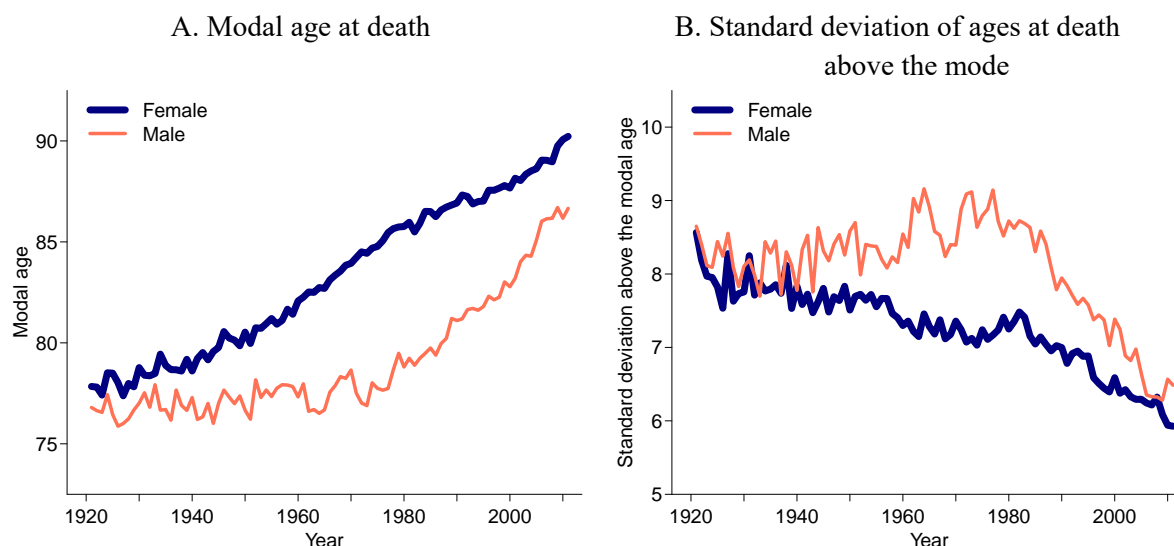 A. Modal age at death
Female
Male
Modal age
90
85
80
75
1920
1940
1960
1980
2000
Year
B. Standard deviation of ages at death
above the mode
Female
Male
Standard deviation above the modal age
10
9
8
7
6
5
1920
1940
1960
1980
2000
Year